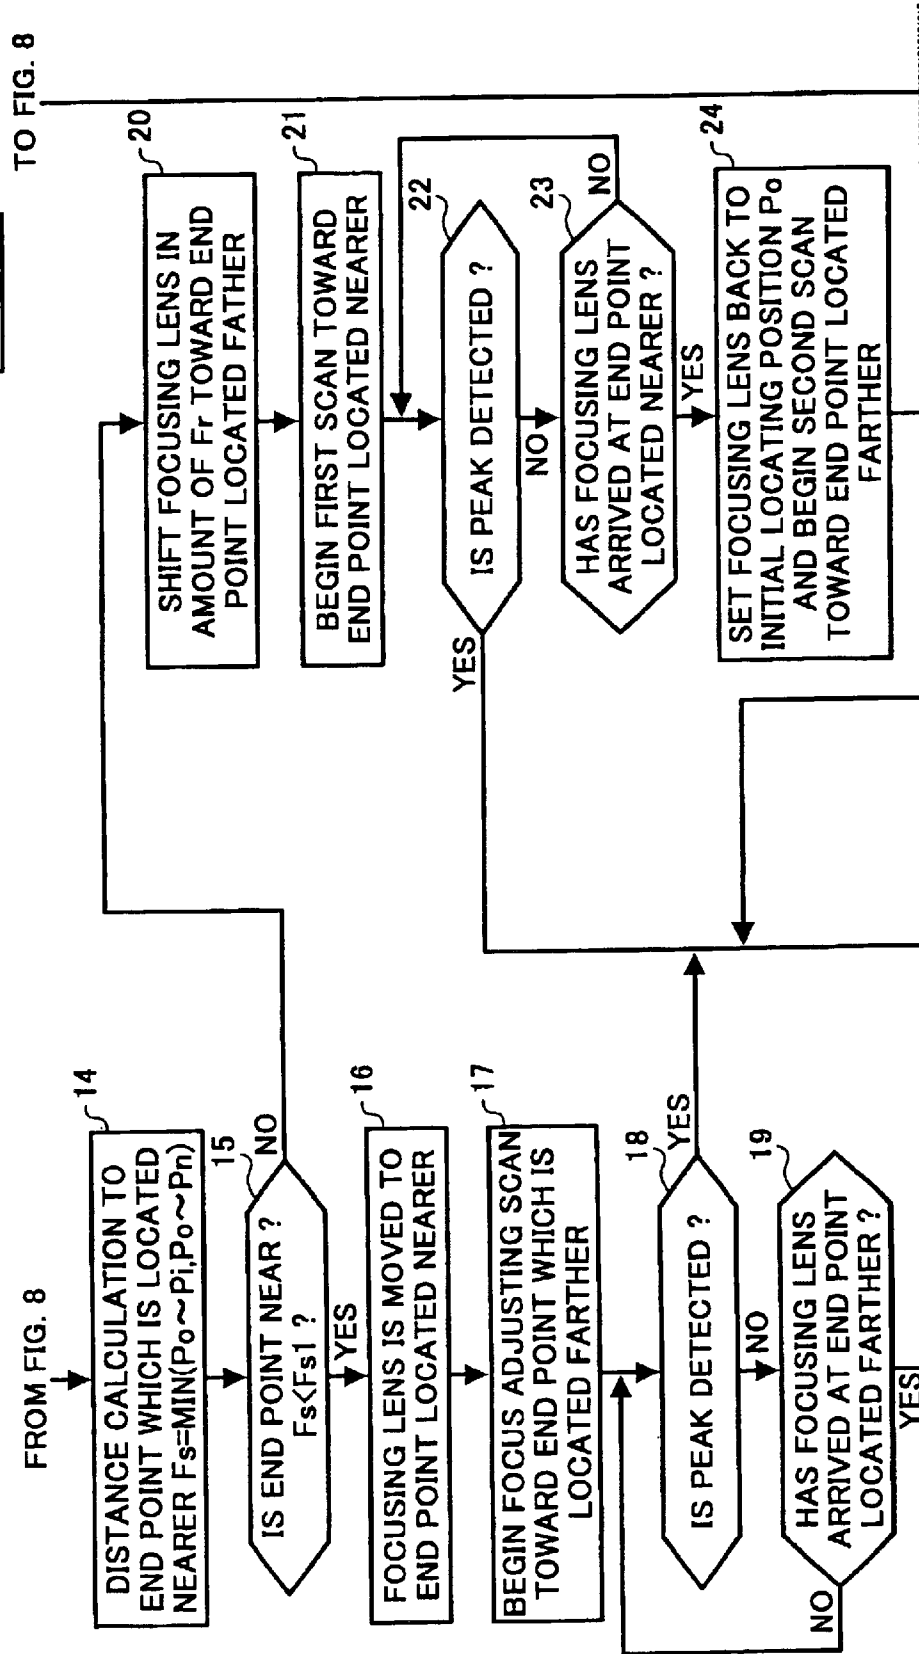 FROM FIG. 8
14
DISTANCE CALCULATION TO
END POINT WHICH IS LOCATED
NEARER Fs=MIN(Po~Pi,Po~Pn)
15
IS END POINT NEAR ?
Fs<Fs1 ?
NO
YES
16
FOCUSING LENS IS MOVED TO
END POINT LOCATED NEARER
17
BEGIN FOCUS ADJUSTING SCAN
TOWARD END POINT WHICH IS
LOCATED FARTHER
18
IS PEAK DETECTED ?
YES
NO
19
HAS FOCUSING LENS
ARRIVED AT END POINT
LOCATED FARTHER ?
NO
YES
TO FIG. 8
20
SHIFT FOCUSING LENS IN
AMOUNT OF Fr TOWARD END
POINT LOCATED FATHER
21
BEGIN FIRST SCAN TOWARD
END POINT LOCATED NEARER
22
IS PEAK DETECTED ?
YES
NO
23
HAS FOCUSING LENS
ARRIVED AT END POINT
LOCATED NEARER ?
NO
YES
24
SET FOCUSING LENS BACK TO
INITIAL LOCATING POSITION Po
AND BEGIN SECOND SCAN
TOWARD END POINT LOCATED
FARTHER